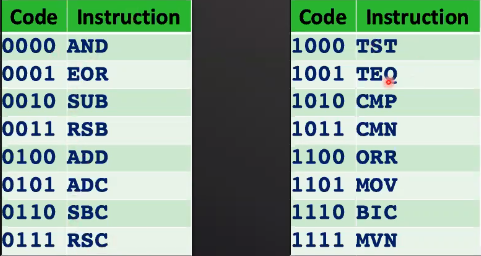 Code Instruction
0000 AND
0001 EOR
0010 SUB
0011 RSB
0100 ADD
0101 ADC
0110 SBC
0111 RSC
Code Instruction
1000 TST
1001 TEQ
1010 CMP
1011 CMN
1100 ORR
1101 MOV
1110 BIC
1111 MVN